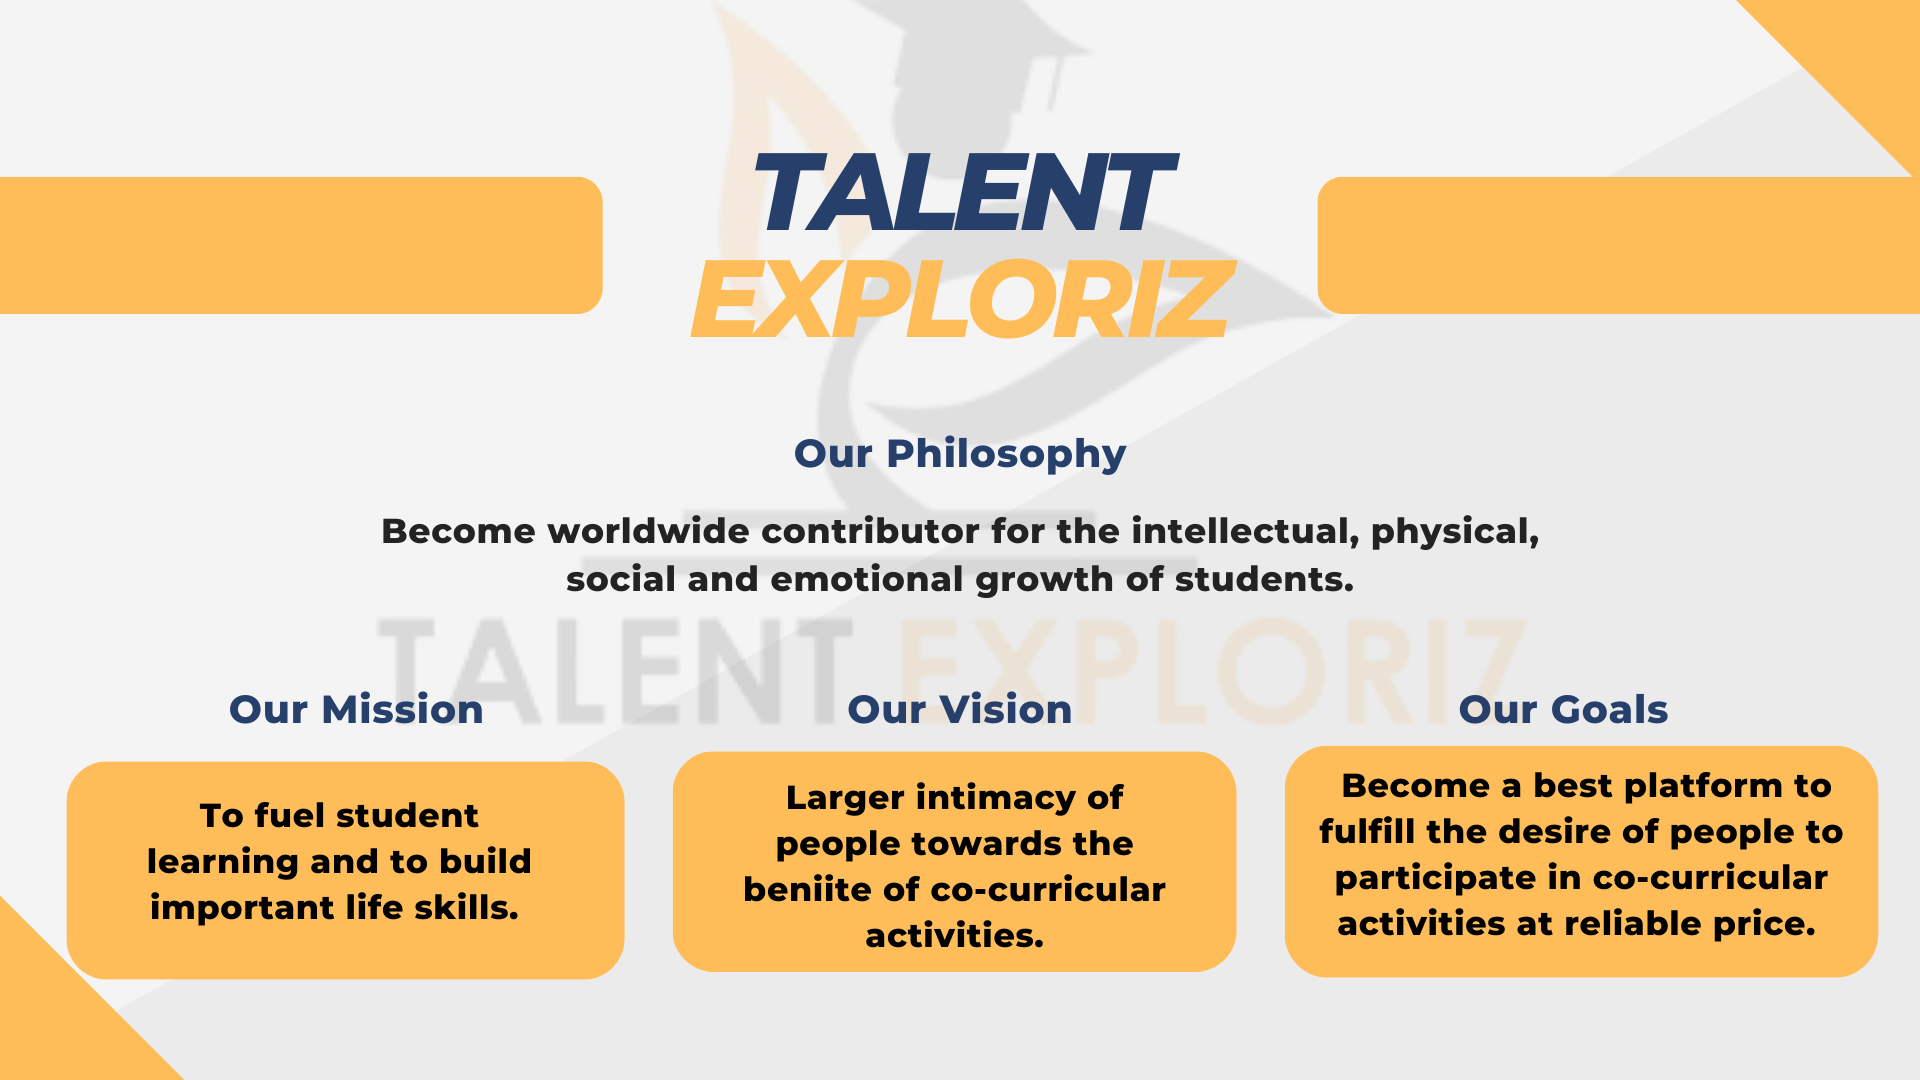 TALENT
EXPLORIZ
Our Philosophy
Become worldwide contributor for the intellectual, physical,
social and emotional growth of students.
TALENT EXPLORIZ
Our Mission
Our Vision
Our Goals
To fuel student
learning and to build
important life skills.
Larger intimacy of
people towards the
beniite of co-curricular
activities.
Become a best platform to
fulfill the desire of people to
participate in co-curricular
activities at reliable price.